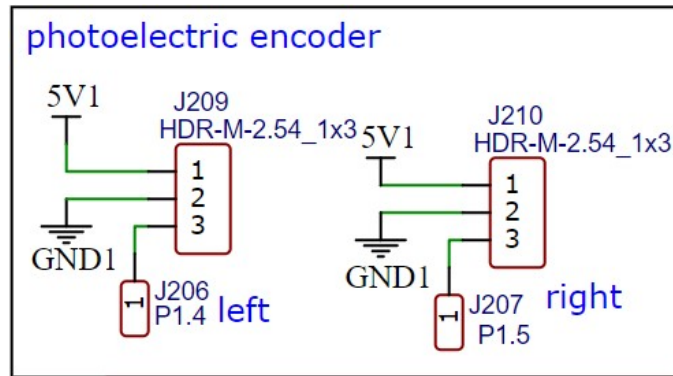 photoelectric encoder
5V1
J209
HDR-M-2.54_1x3
1
2
3
GND1
1
J206
P1.4
left
5V1
J210
HDR-M-2.54_1x3
1
2
3
GND1
1
J207
P1.5
right